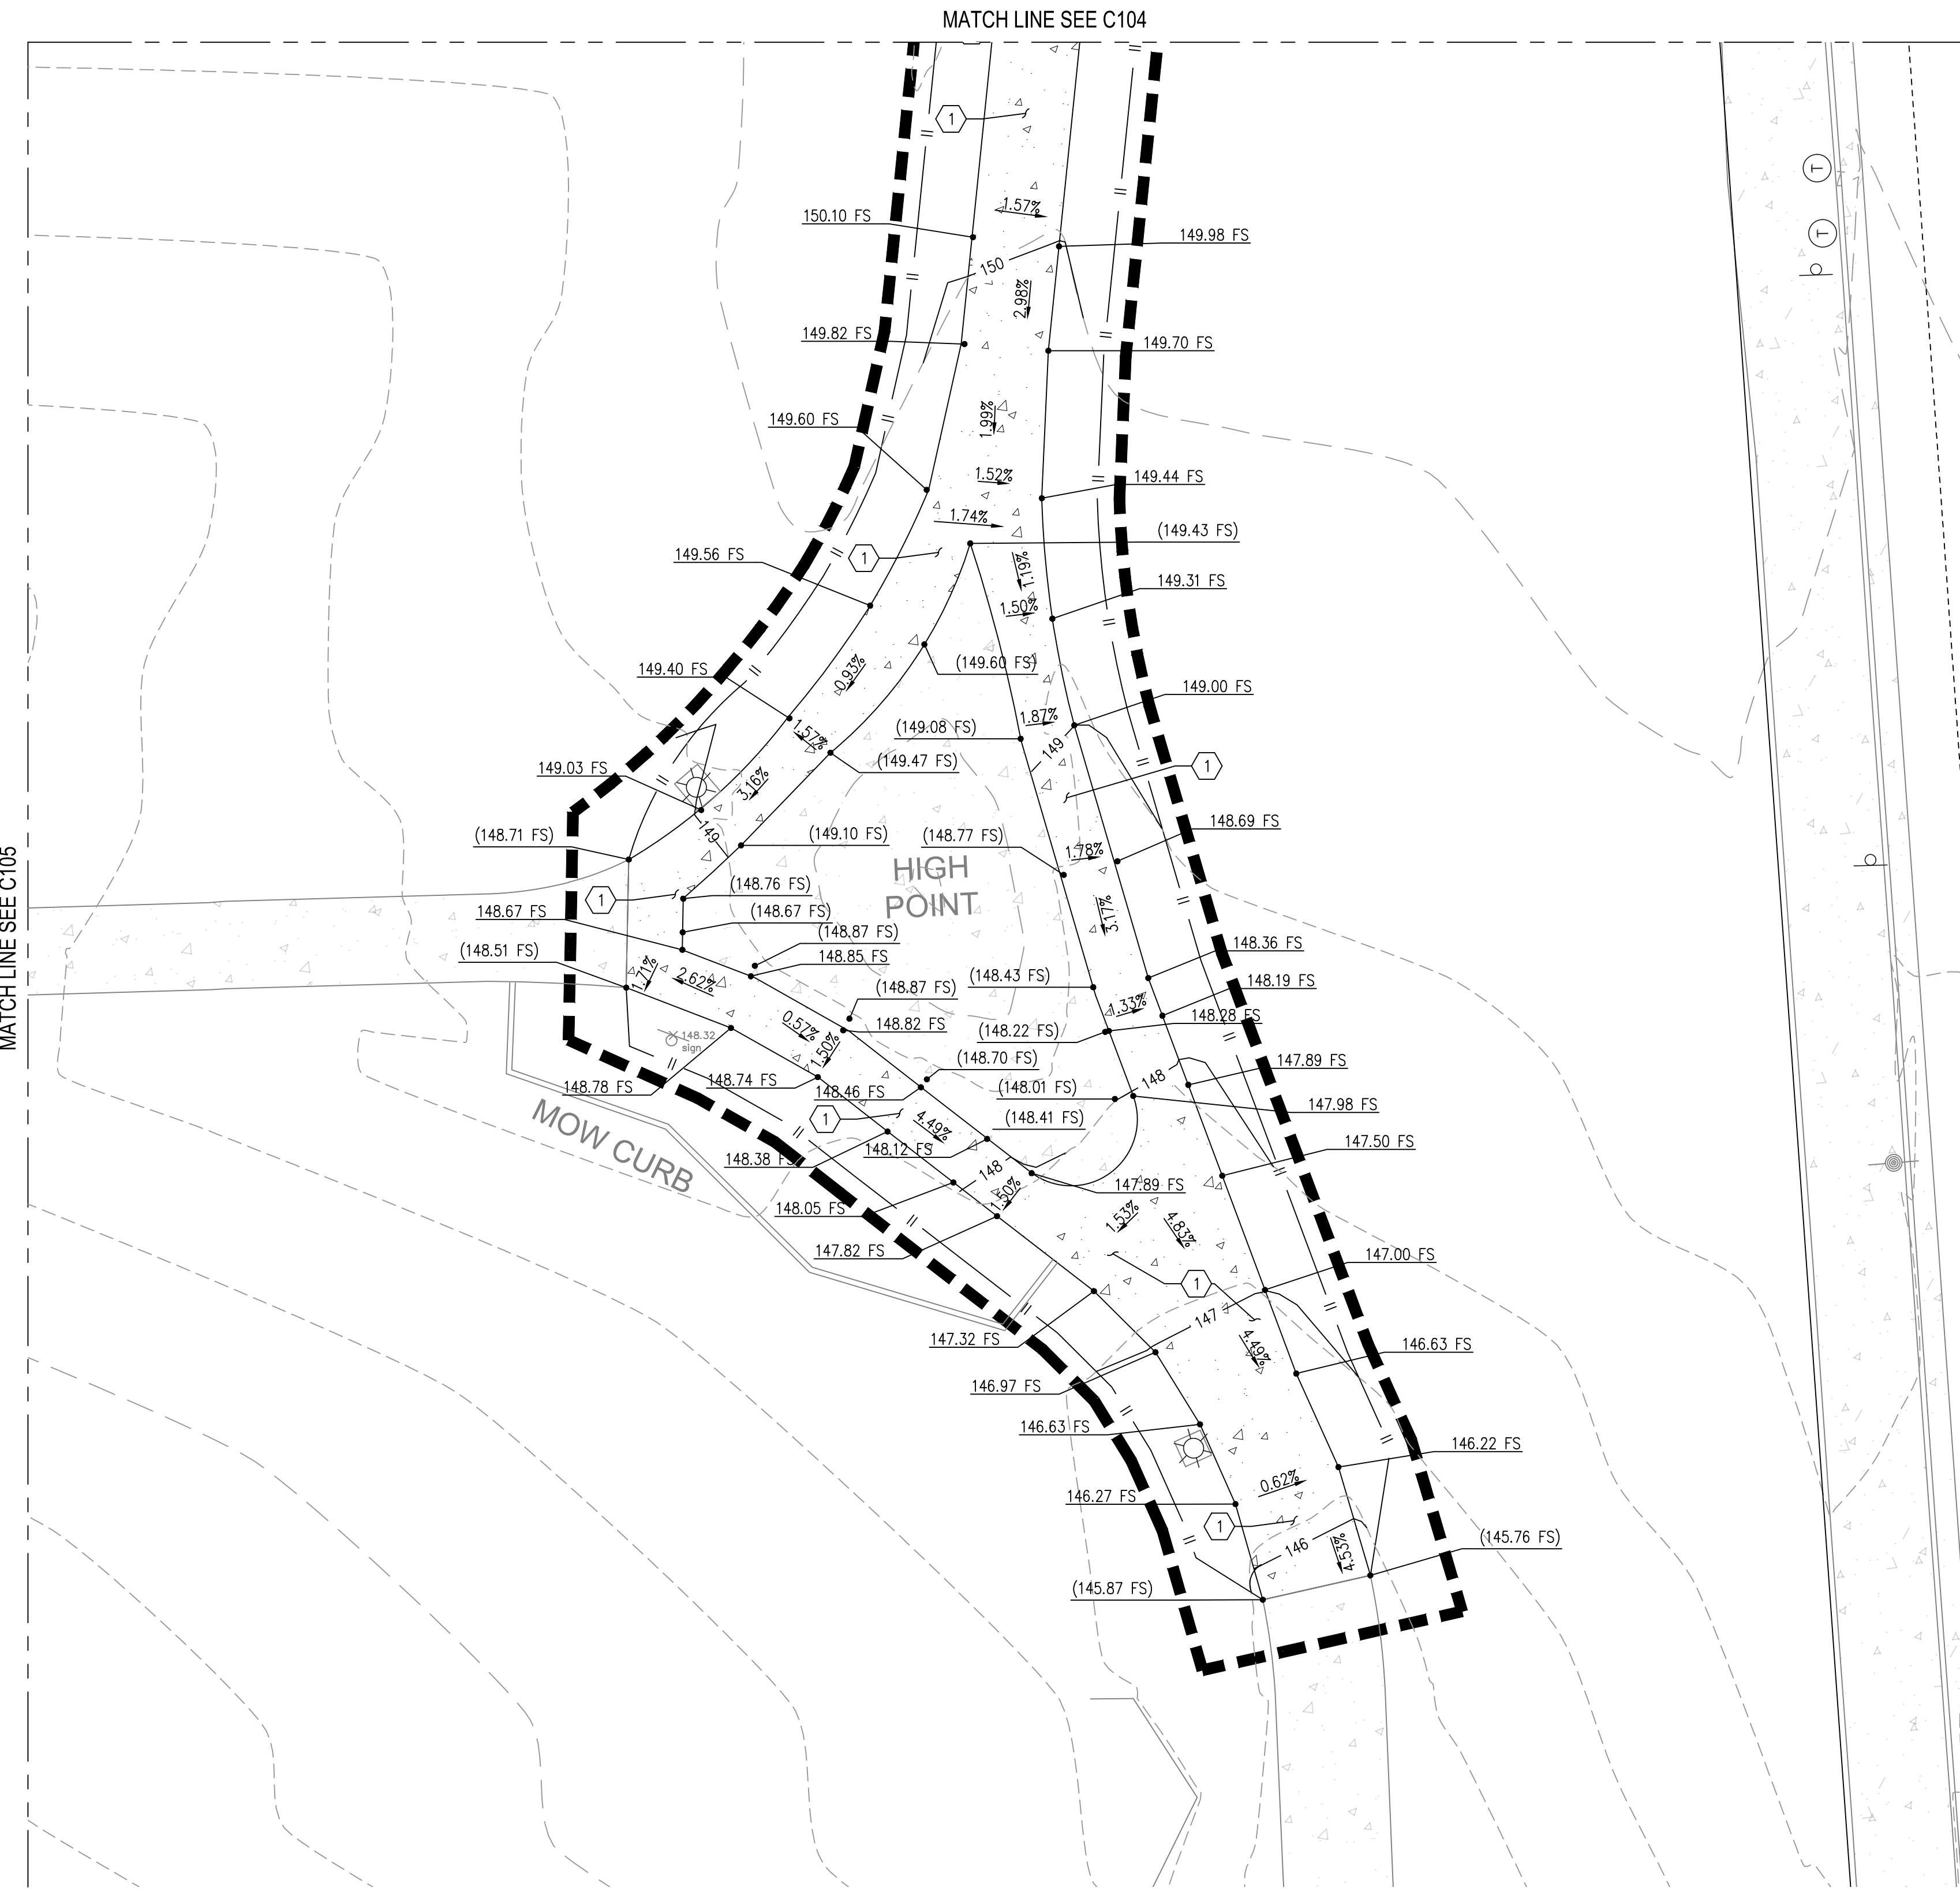 MATCH LINE SEE C104
1
T
1.57%
150.10 FS
149.98 FS
T
150
2.98%
149.82 FS
149.70 FS
1.99%
149.60 FS
1.52%
149.44 FS
1.74%
(149.43 FS)
149.56 FS
1
1.19%
149.31 FS
1.50%
149.40 FS
0.93%
(149.60 FS)
149.00 FS
1.87%
(149.08 FS)
1.57%
149
(149.47 FS)
149.03 FS
3.16%
1
(148.71 FS)
149
(149.10 FS)
(148.77 FS)
148.69 FS
1.78%
HIGH
POINT
MATCH LINE SEE C105
1
(148.76 FS)
148.67 FS
(148.67 FS)
3.17%
(148.87 FS)
148.36 FS
(148.51 FS)
148.85 FS
1.71%
2.62%
(148.43 FS)
148.19 FS
(148.87 FS)
1.33%
0.57%
148.82 FS
148.28 FS
(148.22 FS)
148.32
sign
1.50%
(148.70 FS)
147.89 FS
148.78 FS
148.74 FS
148.46 FS
(148.01 FS)
148
147.98 FS
MOW CURB
1
4.49%
(148.41 FS)
147.50 FS
148.38 FS
148.12 FS
148
147.89 FS
1.50%
148.05 FS
1.53%
4.83%
147.82 FS
147.00 FS
1
147
147.32 FS
4.49%
146.63 FS
146.97 FS
146.63 FS
146.22 FS
0.62%
146.27 FS
1
146
4.53%
(145.76 FS)
(145.87 FS)